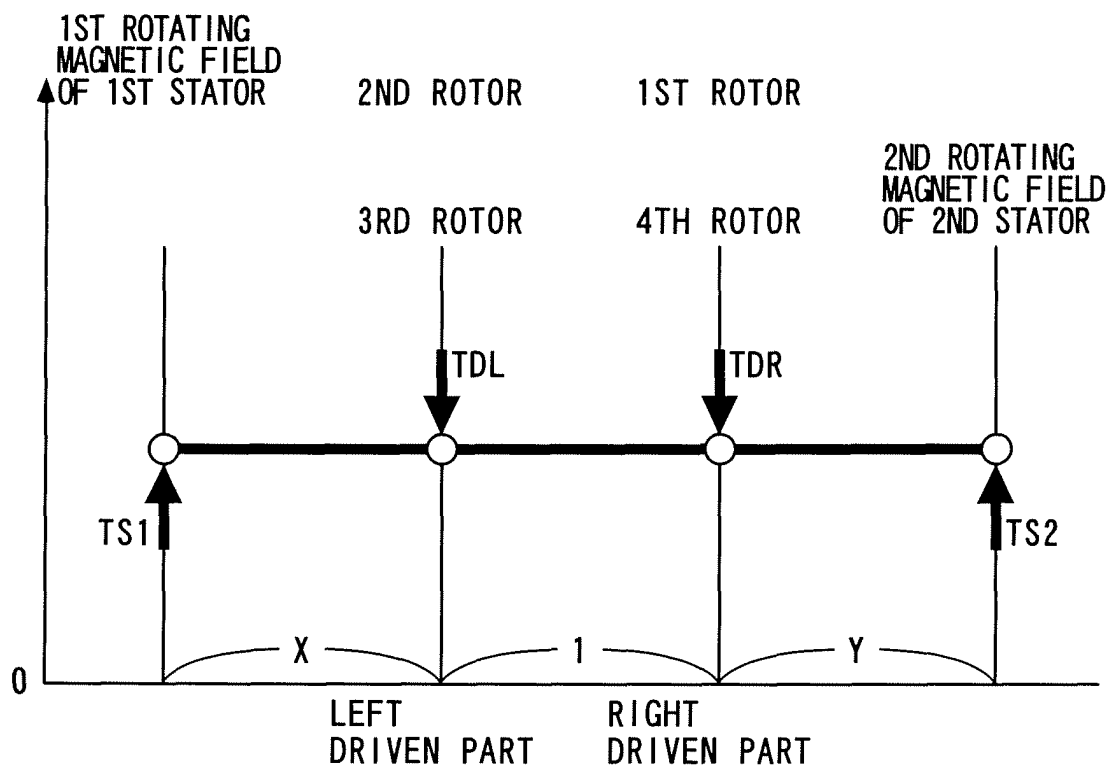 1ST ROTATING
MAGNETIC FIELD
OF 1ST STATOR
2ND ROTOR
1ST ROTOR
2ND ROTATING
MAGNETIC FIELD
OF 2ND STATOR
3RD ROTOR
4TH ROTOR
TDL
TDR
TS1
TS2
X
1
Y
0
LEFT
DRIVEN PART
RIGHT
DRIVEN PART